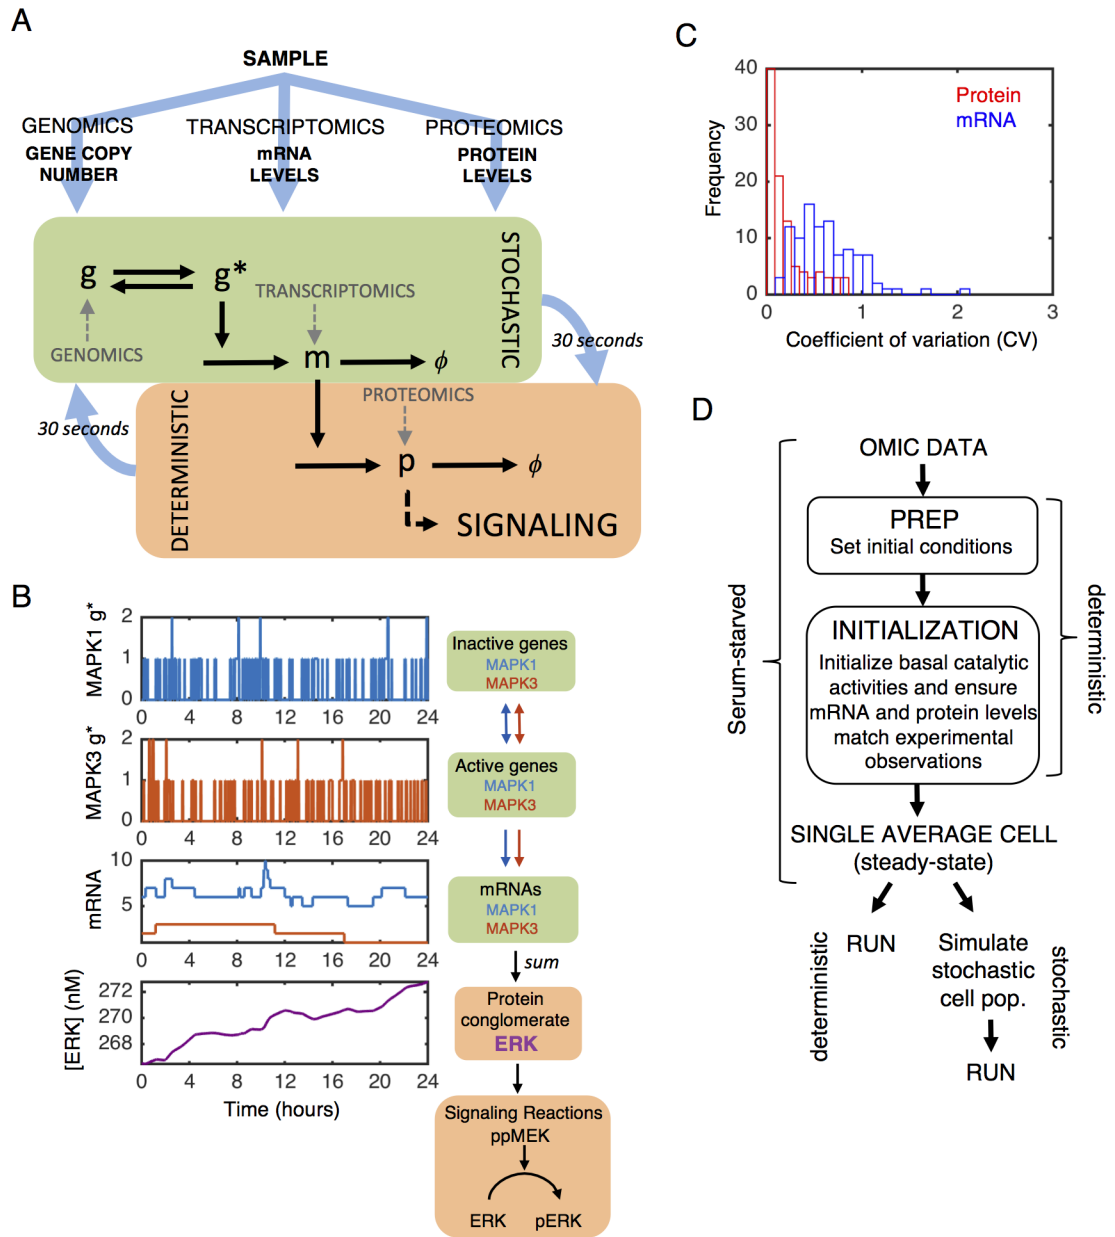 A
SAMPLE
GENOMICS
GENE COPY
NUMBER
TRANSCRIPTOMICS
mRNA
LEVELS
PROTEOMICS
PROTEIN
LEVELS
g
g*
TRANSCRIPTOMICS
GENOMICS
m
ϕ
STOCHASTIC
30 seconds
30 seconds
DETERMINISTIC
PROTEOMICS
p
ϕ
SIGNALING
B
MAPK1 g*
2
1
0
0 4 8 12 16 20 24
MAPK3 g*
2
1
0
0 4 8 12 16 20 24
mRNA
10
5
0 4 8 12 16 20 24
[ERK] (nM)
272
270
268
0 4 8 12 16 20 24
Time (hours)
Inactive genes
MAPK1
MAPK3
Active genes
MAPK1
MAPK3
mRNAs
MAPK1
MAPK3
sum
Protein
conglomerate
ERK
Signaling Reactions
ppMEK
ERK pERK
C
40
30
20
10
0
Frequency
Protein
mRNA
0 1 2 3
Coefficient of variation (CV)
D
Serum-starved
OMIC DATA
PREP
Set initial conditions
INITIALIZATION
Initialize basal catalytic
activities and ensure
mRNA and protein levels
match experimental
observations
deterministic
SINGLE AVERAGE CELL
(steady-state)
deterministic
RUN
Simulate
stochastic
cell pop.
stochastic
RUN